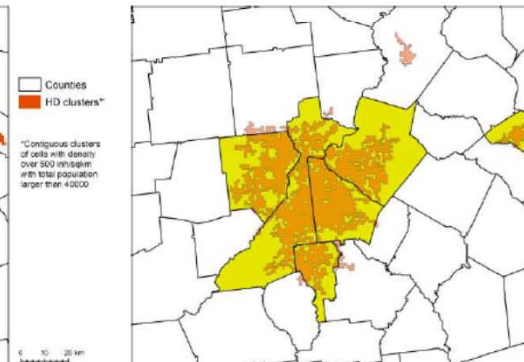 Counties
HD clusters*
*Contiguous clusters
of cells with density
over 500 inh/sqkm
with total population
larger than 40000
0 10 20 km